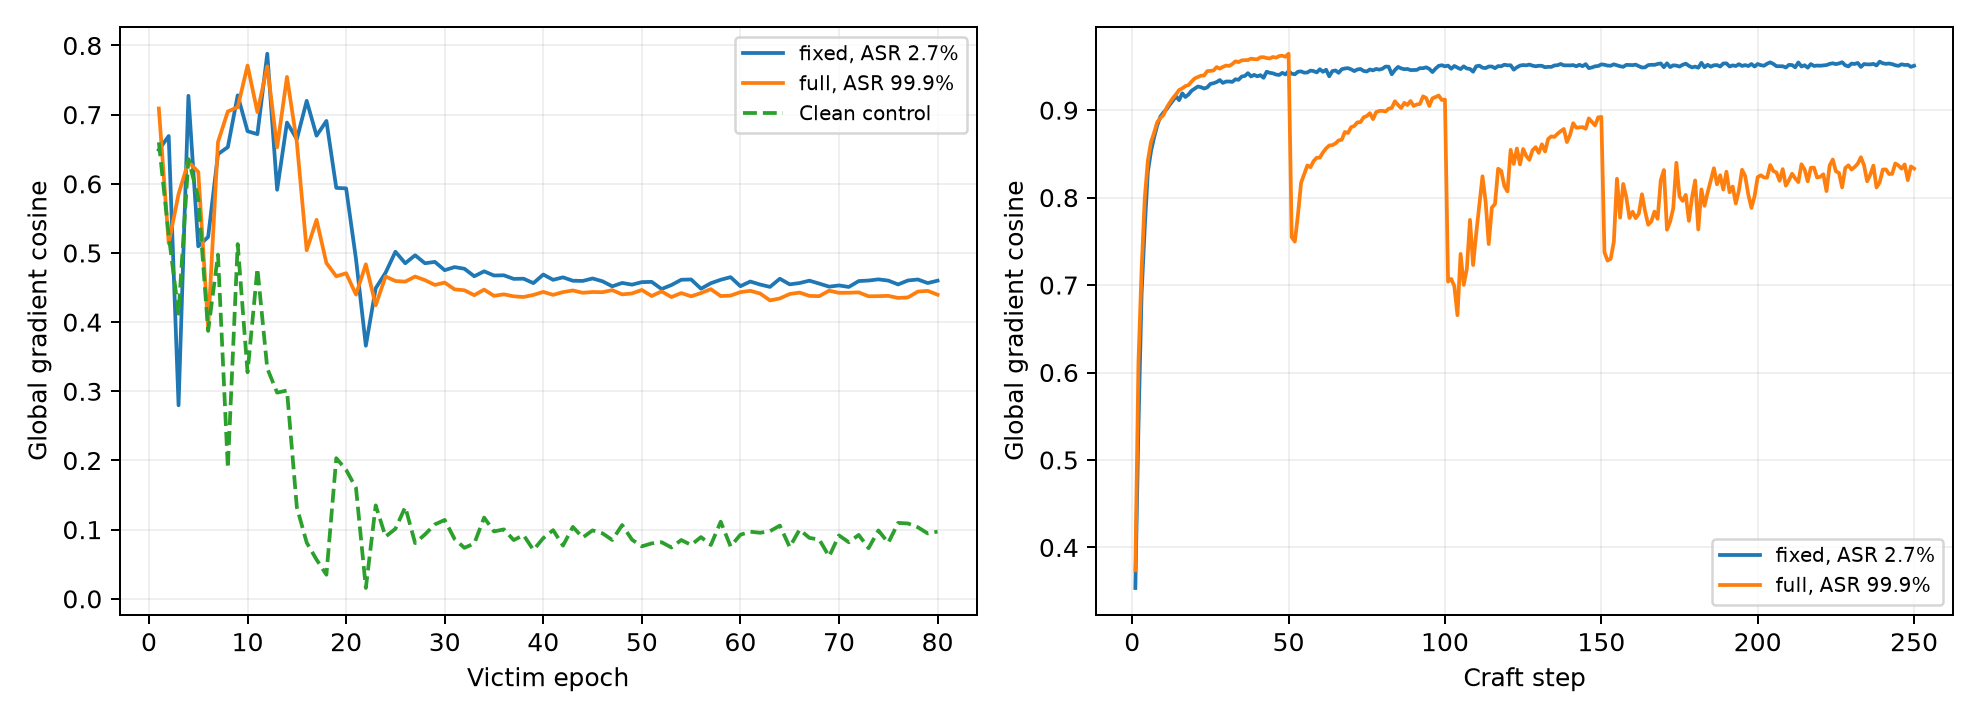 Global gradient cosine
0.8
0.7
0.6
0.5
0.4
0.3
0.2
0.1
0.0
fixed, ASR 2.7%
full, ASR 99.9%
Clean control
0 10 20 30 40 50 60 70 80
Victim epoch
Global gradient cosine
0.9
0.8
0.7
0.6
0.5
0.4
fixed, ASR 2.7%
full, ASR 99.9%
0 50 100 150 200 250
Craft step